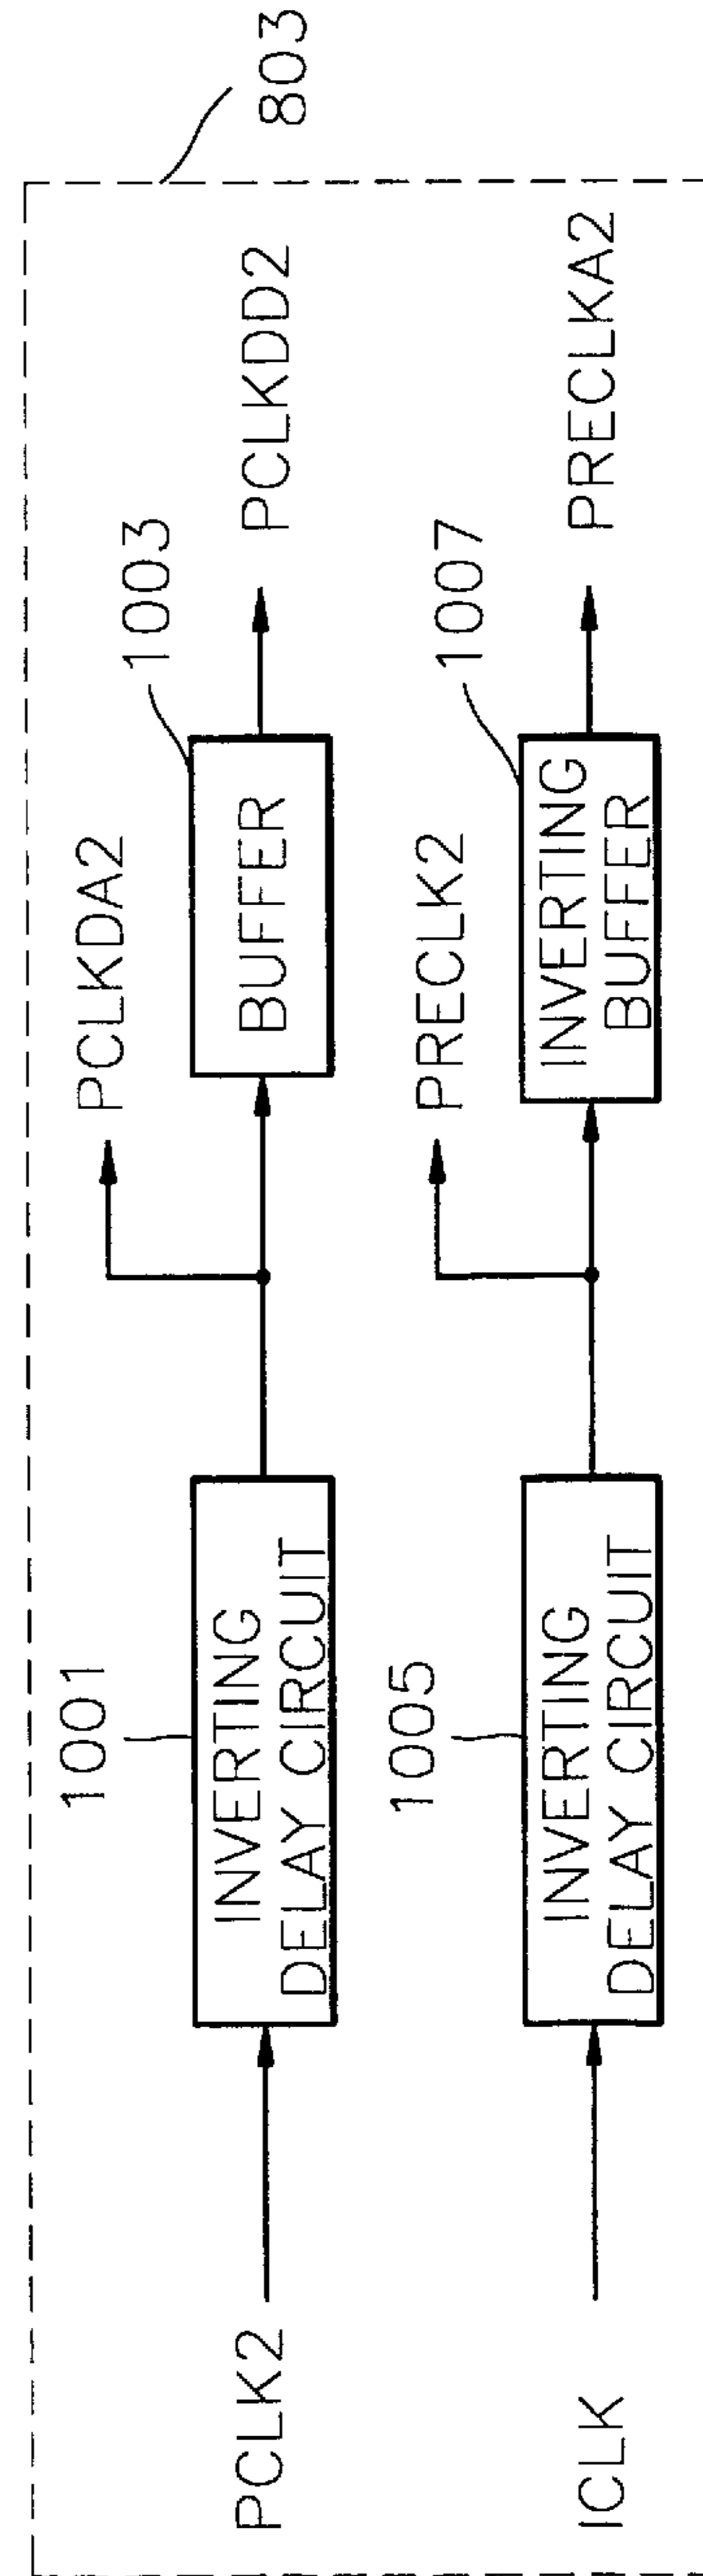 803
PCLKDA2
1001
1003
PCLK2
INVERTING
DELAY CIRCUIT
BUFFER
PCLKDD2
PRECLK2
1005
1007
ICLK
INVERTING
DELAY CIRCUIT
INVERTING
BUFFER
PRECLKA2